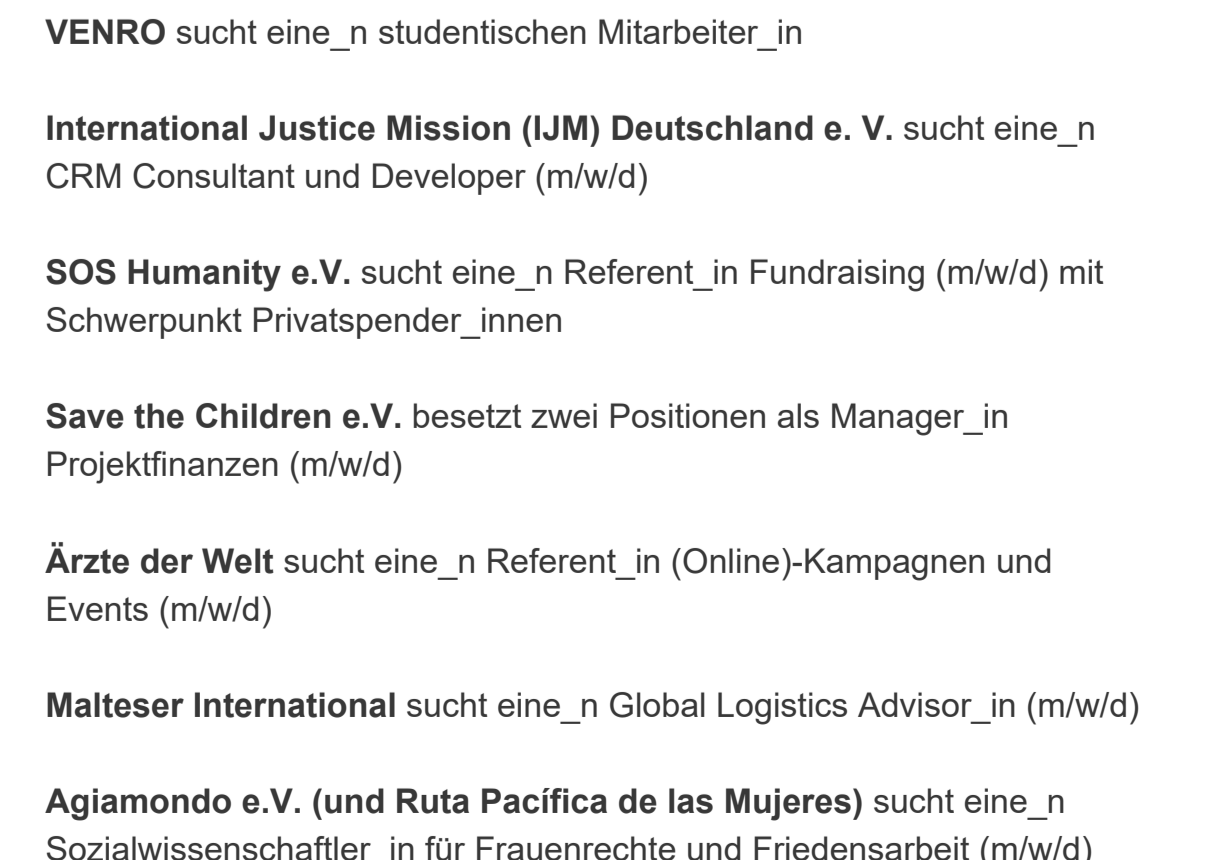 VENRO sucht eine_n studentischen Mitarbeiter_in
International Justice Mission (IJM) Deutschland e. V. sucht eine_n
CRM Consultant und Developer (m/w/d)
SOS Humanity e.V. sucht eine_n Referent_in Fundraising (m/w/d) mit
Schwerpunkt Privatspender_innen
Save the Children e.V. besetzt zwei Positionen als Manager_in
Projektfinanzen (m/w/d)
Ärzte der Welt sucht eine_n Referent_in (Online)-Kampagnen und
Events (m/w/d)
Malteser International sucht eine_n Global Logistics Advisor_in (m/w/d)
Agiamondo e.V. (und Ruta Pacífica de las Mujeres) sucht eine_n
Sozialwissenschaftler_in für Frauenrechte und Friedensarbeit (m/w/d)